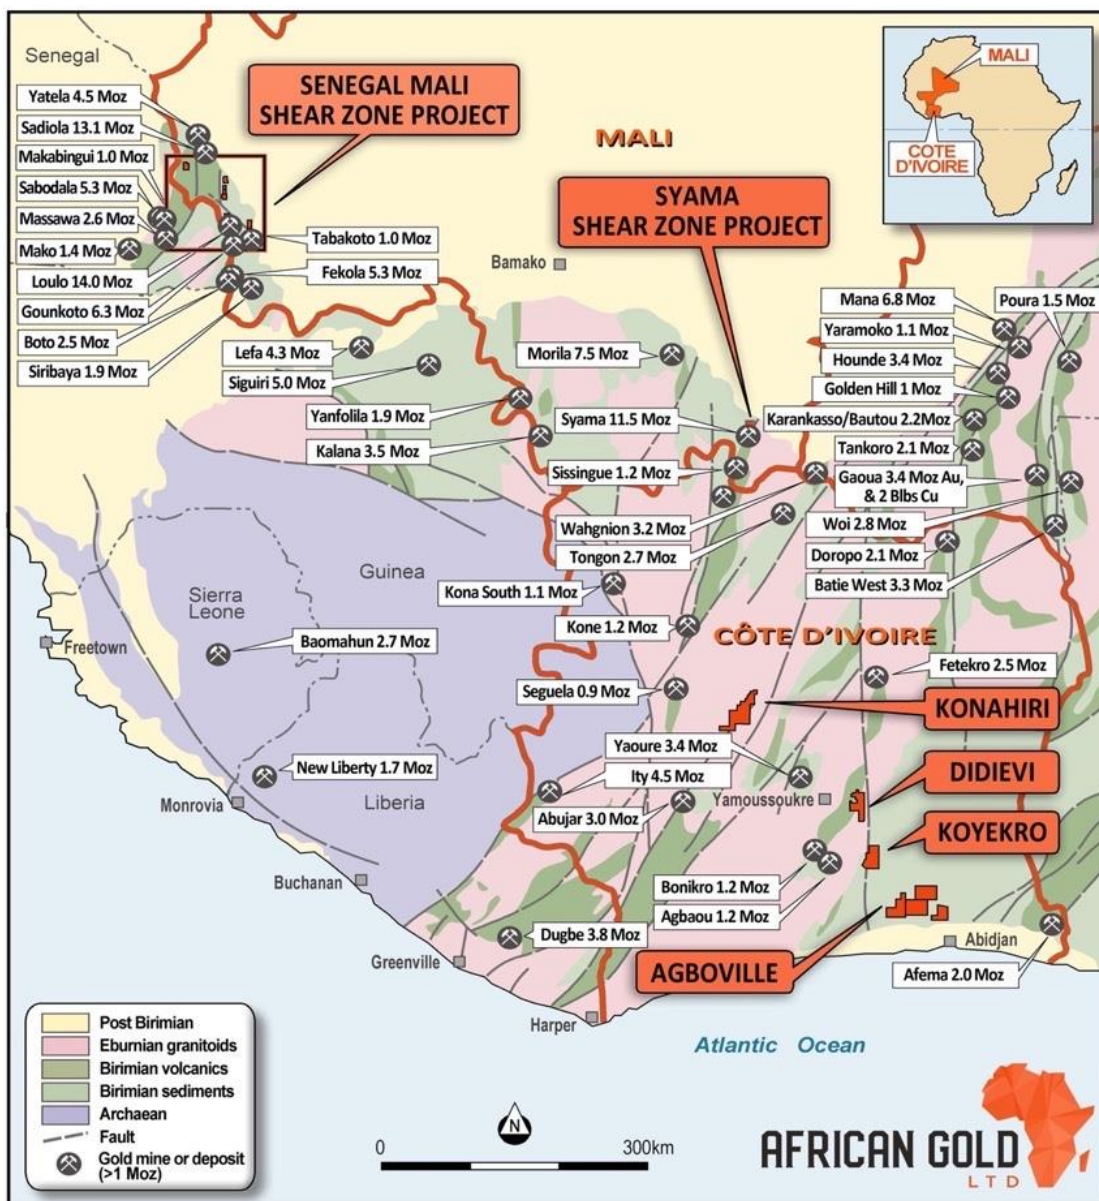 Senegal
Yatela 4.5 Moz
Sadiola 13.1 Moz
Makabingui 1.0 Moz
Sabodala 5.3 Moz
Massawa 2.6 Moz
Mako 1.4 Moz
Loulo 14.0 Moz
Gounkoto 6.3 Moz
Boto 2.5 Moz
Siribaya 1.9 Moz
SENEGAL MALI
SHEAR ZONE PROJECT
Tabakoto 1.0 Moz
Fekola 5.3 Moz
MALI
SYAMA
SHEAR ZONE PROJECT
Bamako
MALI
COTE
D'IVOIRE
Mana 6.8 Moz
Poura 1.5 Moz
Yaramoko 1.1 Moz
Hounde 3.4 Moz
Golden Hill 1 Moz
Karankasso/Bautou 2.2Moz
Tankoro 2.1 Moz
Gaoua 3.4 Moz Au,
& 2 Blbs Cu
Woi 2.8 Moz
Doropo 2.1 Moz
Batie West 3.3 Moz
Lefa 4.3 Moz
Siguiri 5.0 Moz
Morila 7.5 Moz
Yanfolila 1.9 Moz
Kalana 3.5 Moz
Syama 11.5 Moz
Sissingue 1.2 Moz
Wahgnion 3.2 Moz
Tongon 2.7 Moz
Guinea
Kona South 1.1 Moz
Sierra
Leone
Kone 1.2 Moz
CÔTE D'IVOIRE
Freetown
Baomahun 2.7 Moz
Fetekro 2.5 Moz
Seguela 0.9 Moz
KONAHIRI
Yaoure 3.4 Moz
New Liberty 1.7 Moz
Ity 4.5 Moz
DIDIEVI
Monrovia
Liberia
Yamoussoukre
Abujar 3.0 Moz
KOYEKRO
Buchanan
Bonikro 1.2 Moz
Agbaou 1.2 Moz
Dugbe 3.8 Moz
Abidjan
Greenville
AGBOVILLE
Afema 2.0 Moz
Harper
Atlantic Ocean
Post Birimian
Eburnian granitoids
Birimian volcanics
Birimian sediments
Archaean
Fault
Gold mine or deposit
(>1 Moz)
N
0 300km
AFRICAN GOLD
LTD